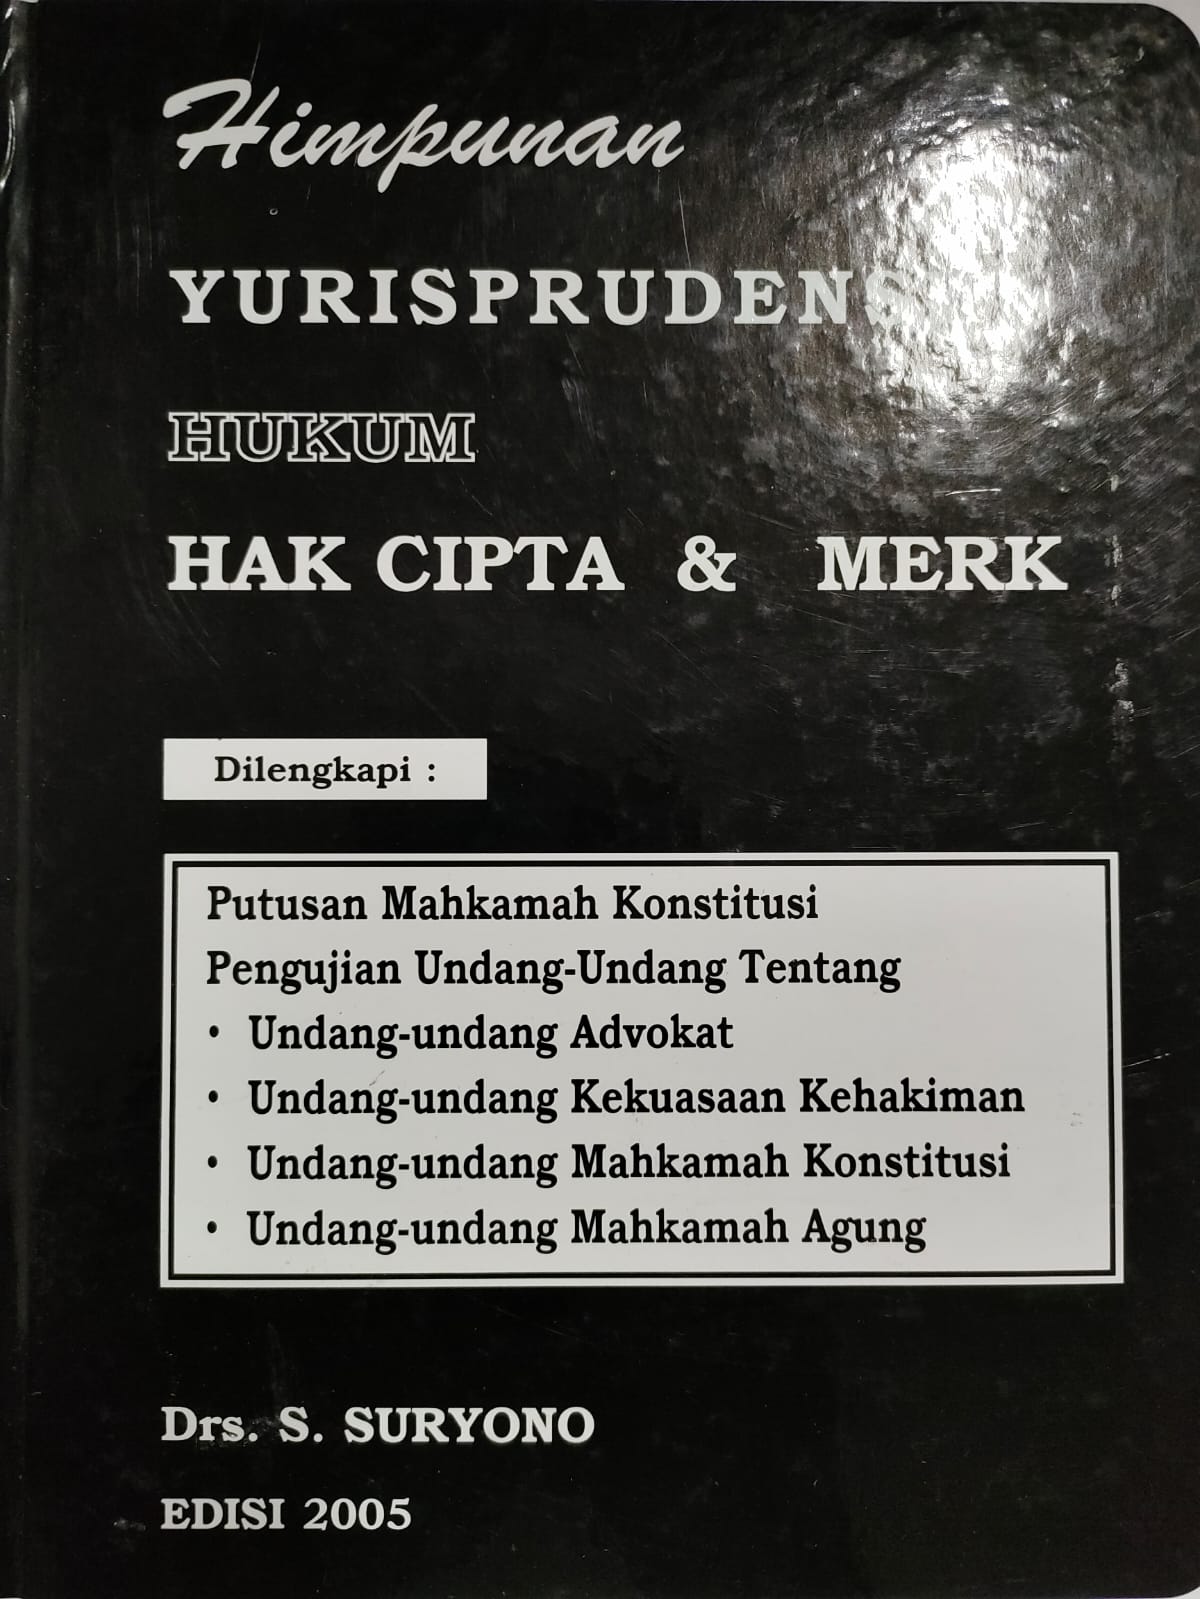 Himpunan
YURISPRUDENS
HUKUM
HAK CIPTA & MERK
Dilengkapi :
Putusan Mahkamah Konstitusi
Pengujian Undang-Undang Tentang
• Undang-undang Advokat
• Undang-undang Kekuasaan Kehakiman
• Undang-undang Mahkamah Konstitusi
• Undang-undang Mahkamah Agung
Drs. S. SURYONO
EDISI 2005